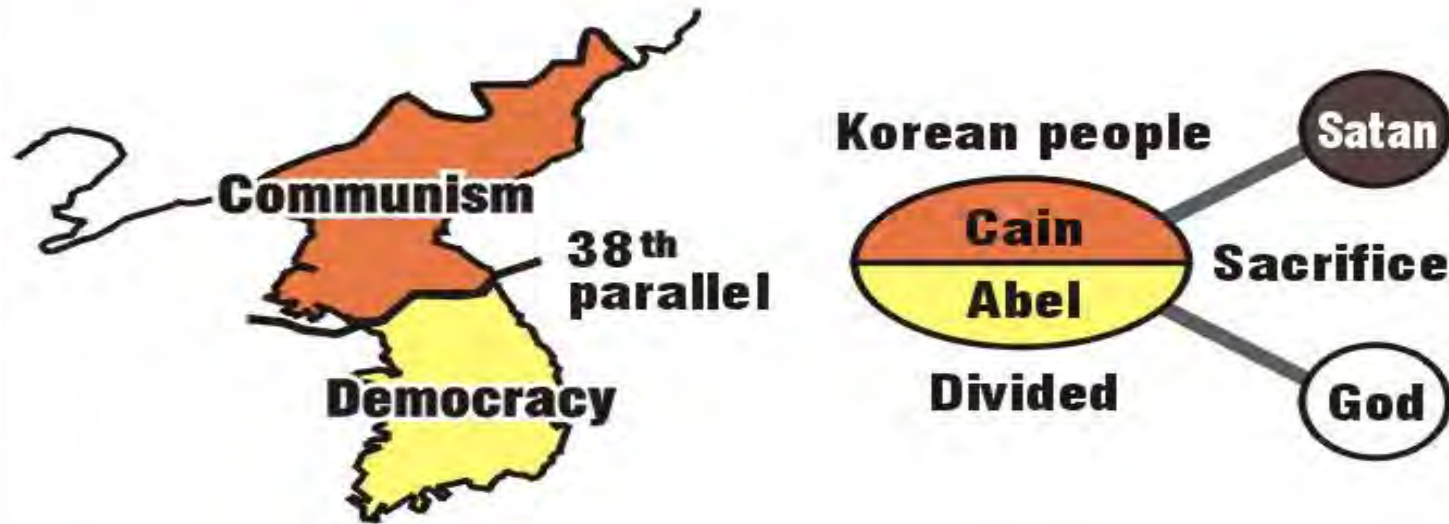 Communism
38th
parallel
Democracy
Korean people
Satan
Cain
Sacrifice
Abel
Divided
God